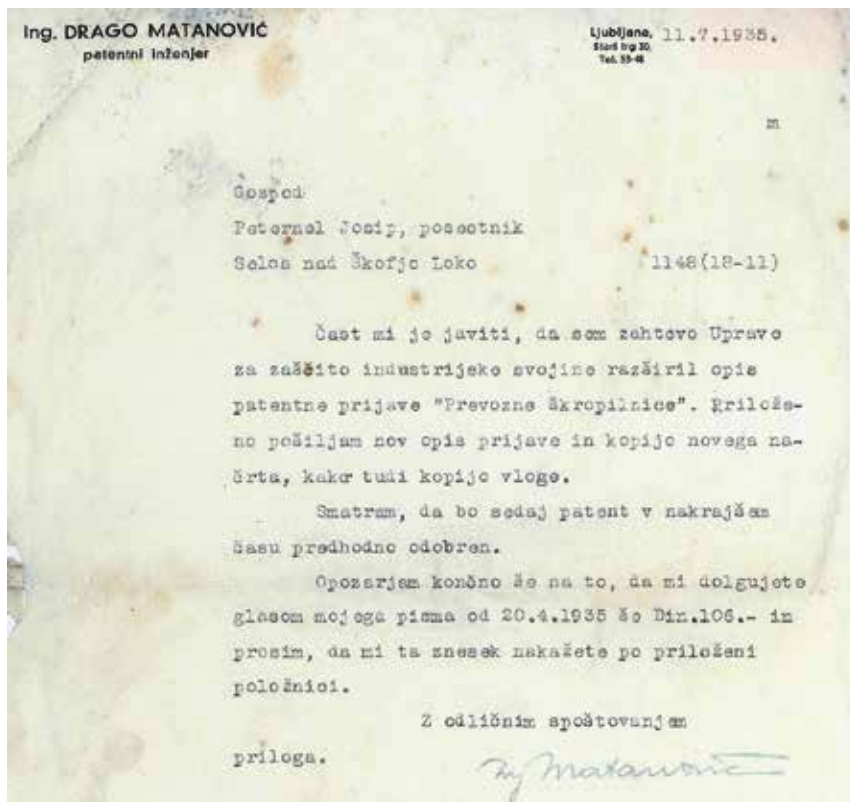 Ing. DRAGO MATANOVIĆ
patentni inženjer
Ljubljana, 11.7.1935.
Stari trg 30,
Tel. 33-48
m
Gospod
Peternel Josip, posestnik
Selca nad Škofjo Loko 1148(18-11)
Čast mi je javiti, da sem zahtevo Uprave
za zaščito industrijske svojine razširil opis
patentne prijave "Prevozne škropilnice". Prilože-
no pošiljam nov opis prijave in kopijo novega na-
črta, kakor tudi kopijo vloge.
Smatram, da bo sedaj patent v nakrajšem
času predhodno odobren.
Opozarjam končno še na to, da mi dolgujete
glasom mojega pisma od 20.4.1935 še Din.106.- in
prosim, da mi ta znesek nakažete po priloženi
položnici.
Z odličnim spoštovanjem
priloga.
Ing Matanović